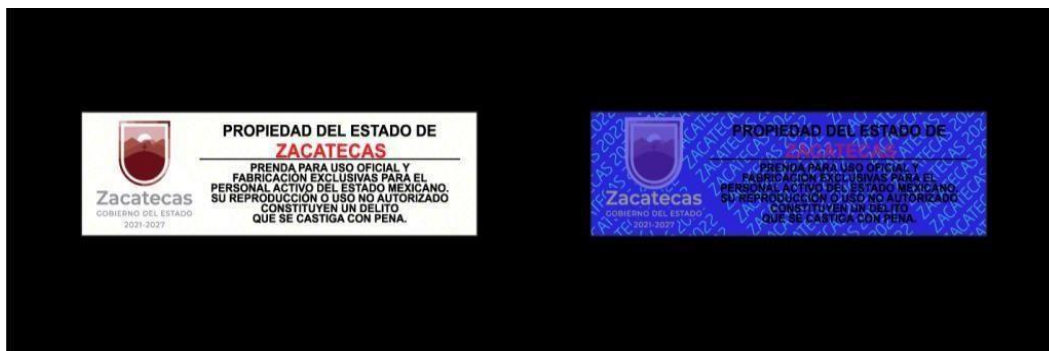 Zacatecas
GOBIERNO DEL ESTADO
2021-2027
PROPIEDAD DEL ESTADO DE
ZACATECAS
PRENDA PARA USO OFICIAL Y
FABRICACIÓN EXCLUSIVAS PARA EL
PERSONAL ACTIVO DEL ESTADO MEXICANO.
SU REPRODUCCIÓN O USO NO AUTORIZADO
CONSTITUYEN UN DELITO
QUE SE CASTIGA CON PENA.
Zacatecas
GOBIERNO DEL ESTADO
2021-2027
PROPIEDAD DEL ESTADO DE
ZACATECAS
PRENDA PARA USO OFICIAL Y
FABRICACIÓN EXCLUSIVAS PARA EL
PERSONAL ACTIVO DEL ESTADO MEXICANO.
SU REPRODUCCIÓN O USO NO AUTORIZADO
CONSTITUYEN UN DELITO
QUE SE CASTIGA CON PENA.
ZACATECAS 2022